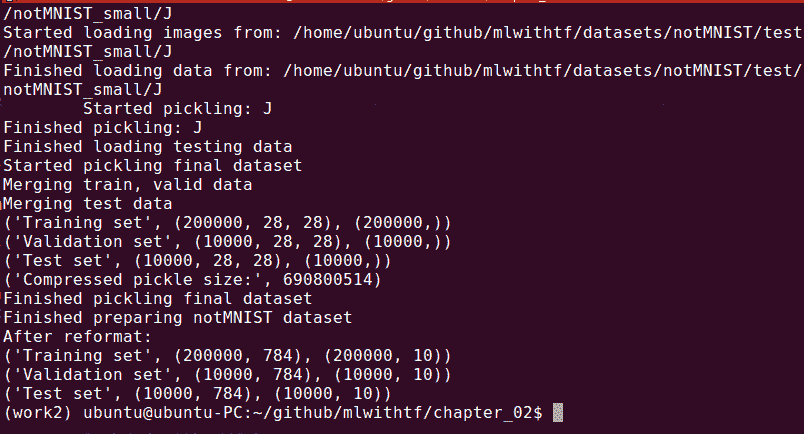 /notMNIST_small/J
Started loading images from: /home/ubuntu/github/mlwithtf/datasets/notMNIST/test
/notMNIST_small/J
Finished loading data from: /home/ubuntu/github/mlwithtf/datasets/notMNIST/test/
notMNIST_small/J
Started pickling: J
Finished pickling: J
Finished loading testing data
Started pickling final dataset
Merging train, valid data
Merging test data
('Training set', (200000, 28, 28), (200000,))
('Validation set', (10000, 28, 28), (10000,))
('Test set', (10000, 28, 28), (10000,))
('Compressed pickle size:', 690800514)
Finished pickling final dataset
Finished preparing notMNIST dataset
After reformat:
('Training set', (200000, 784), (200000, 10))
('Validation set', (10000, 784), (10000, 10))
('Test set', (10000, 784), (10000, 10))
(work2) ubuntu@ubuntu-PC:~/github/mlwithtf/chapter_02$